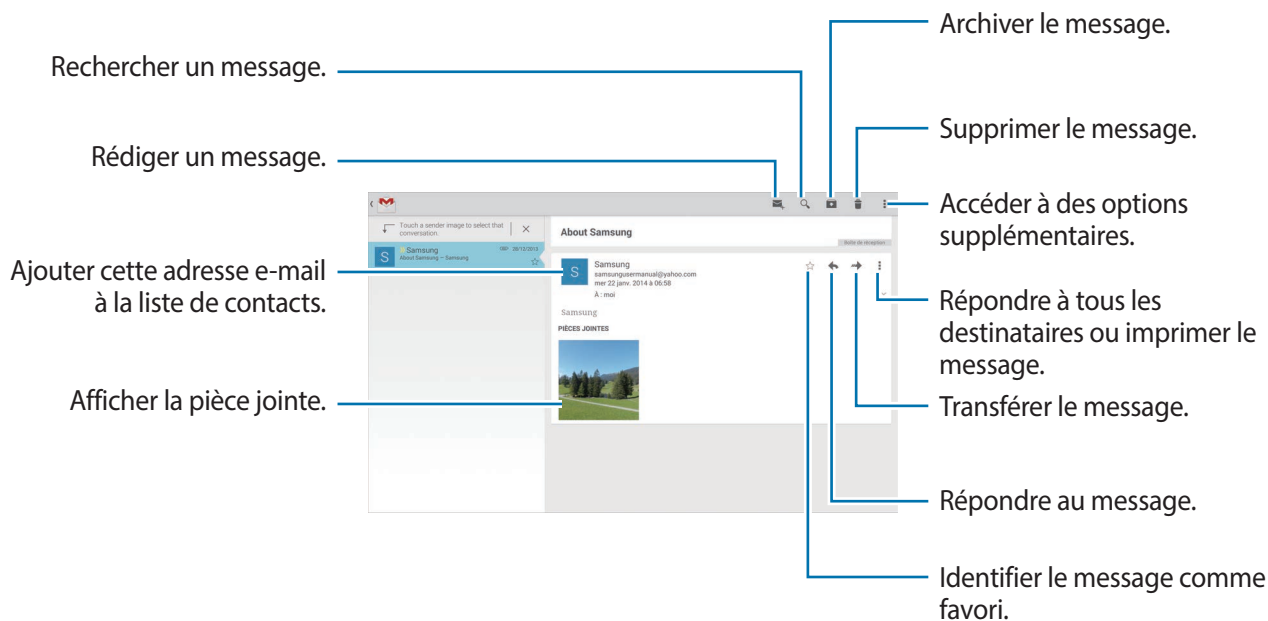 Archiver le message.
Rechercher un message.
Supprimer le message.
Rédiger un message.
Accéder à des options
supplémentaires.
Touch a sender image to select that
conversation.
About Samsung
Boîte de réception
S
Samsung
28/12/2013
About Samsung — Samsung
Ajouter cette adresse e-mail
à la liste de contacts.
S
Samsung
samsungusermanual@yahoo.com
mer 22 janv. 2014 à 06:58
À : moi
Répondre à tous les
destinataires ou imprimer le
message.
Samsung
PIÈCES JOINTES
Afficher la pièce jointe.
Transférer le message.
Répondre au message.
Identifier le message comme
favori.